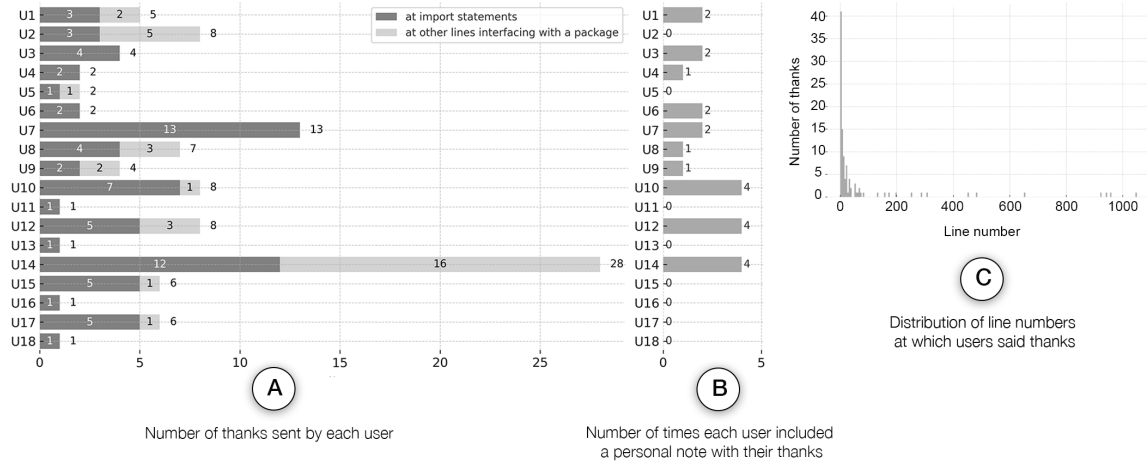 at import statements
at other lines interfacing with a package
U1 3 2 5
U2 3 5 8
U3 4 4
U4 2 2
U5 1 1 2
U6 2 2
U7 13 13
U8 4 3 7
U9 2 2 4
U10 7 1 8
U11 1 1
U12 5 3 8
U13 1 1
U14 12 16 28
U15 5 1 6
U16 1 1
U17 5 1 6
U18 1 1
0 5 10 15 20 25
A
Number of thanks sent by each user
U1 2
U2 0
U3 2
U4 1
U5 0
U6 2
U7 2
U8 1
U9 1
U10 4
U11 0
U12 4
U13 0
U14 4
U15 0
U16 0
U17 0
U18 0
0 5
B
Number of times each user included
a personal note with their thanks
Number of thanks
40
35
30
25
20
15
10
5
0
0 200 400 600 800 1000
Line number
C
Distribution of line numbers
at which users said thanks